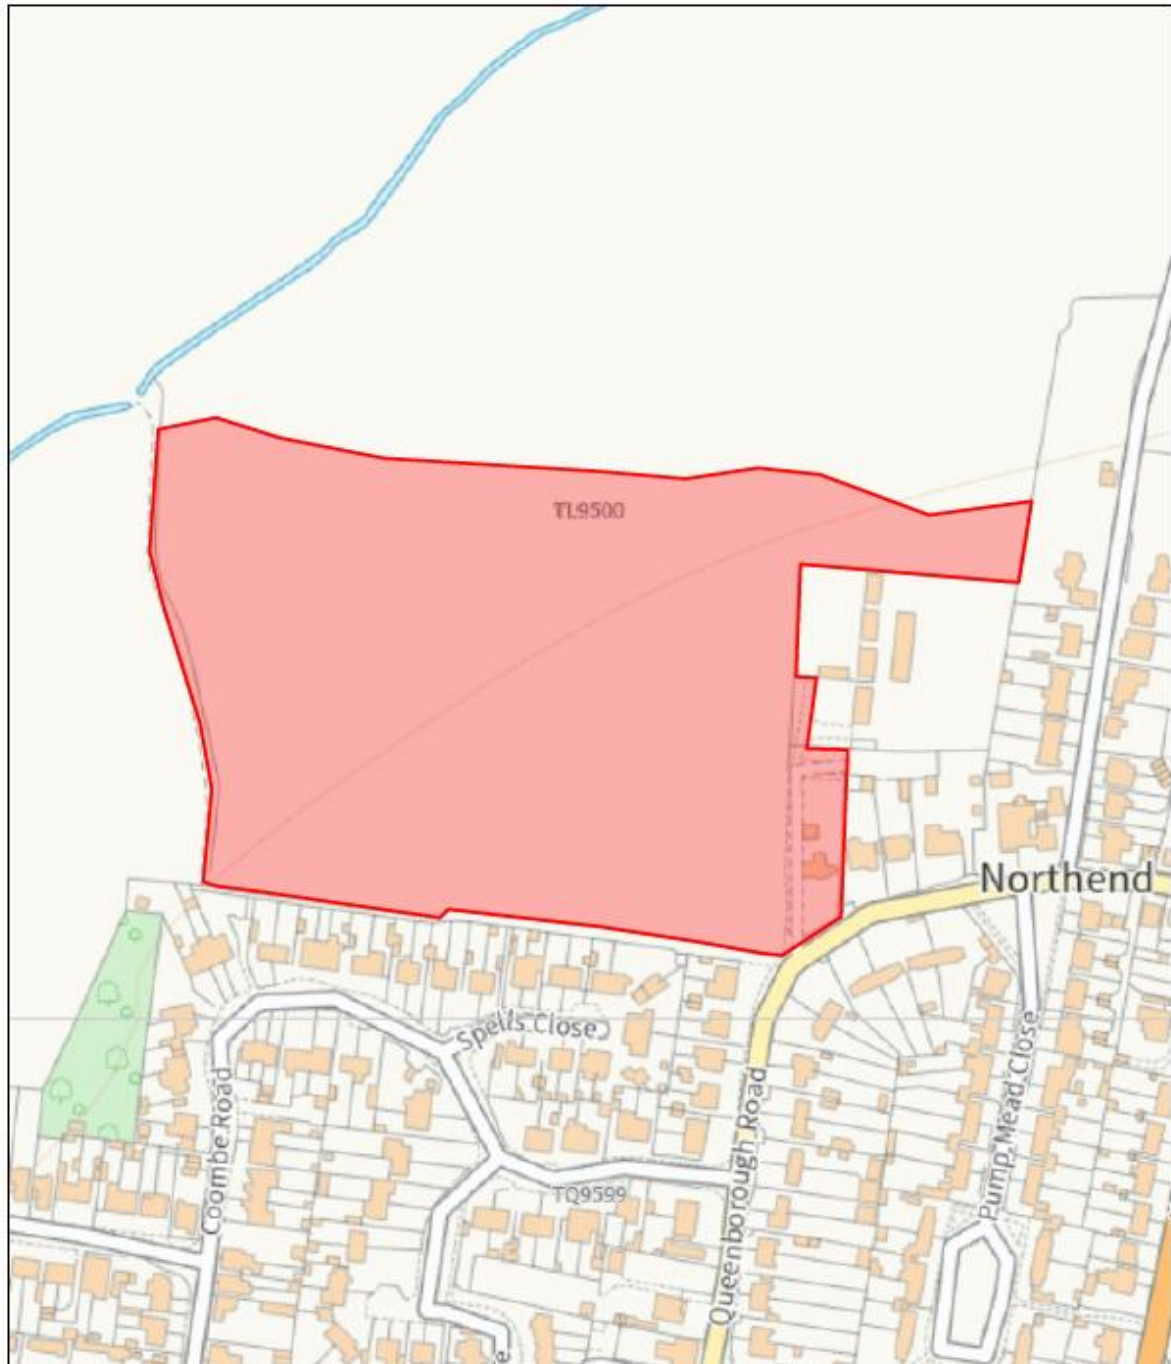 TL9500
Northend
Spells Close
Coombe Road
Queenborough Road
Pump Mead Close
TQ9599
e